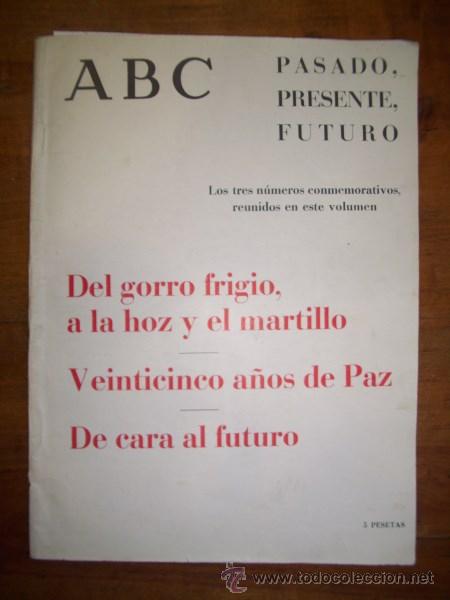 ABC
PASADO,
PRESENTE,
FUTURO
Los tres números conmemorativos,
reunidos en este volumen
Del gorro frigio,
a la hoz y el martillo
Veinticinco años de Paz
De cara al futuro
5 PESETAS
www.todocoleccion.net